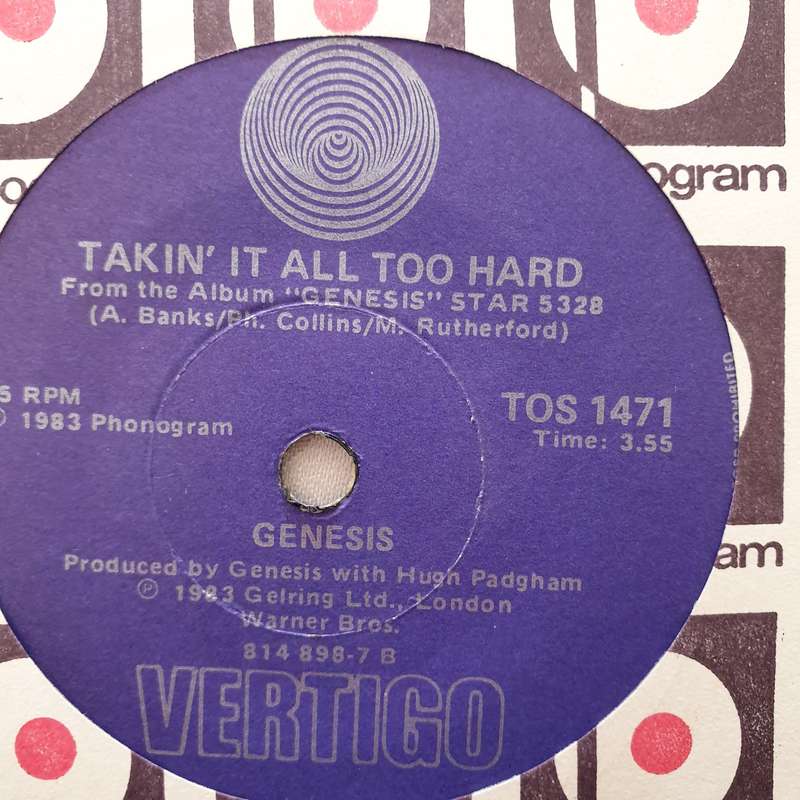 TAKIN' IT ALL TOO HARD
From the Album "GENESIS" STAR 5328
(A. Banks/Ph. Collins/M. Rutherford)
5 RPM
TOS 1471
℗ 1983 Phonogram
Time: 3.55
GENESIS
Produced by Genesis with Hugh Padgham
℗ 1983 Gelring Ltd., London
Warner Bros.
814 898-7 B
VERTIGO
PROHIBITED
ogram
am